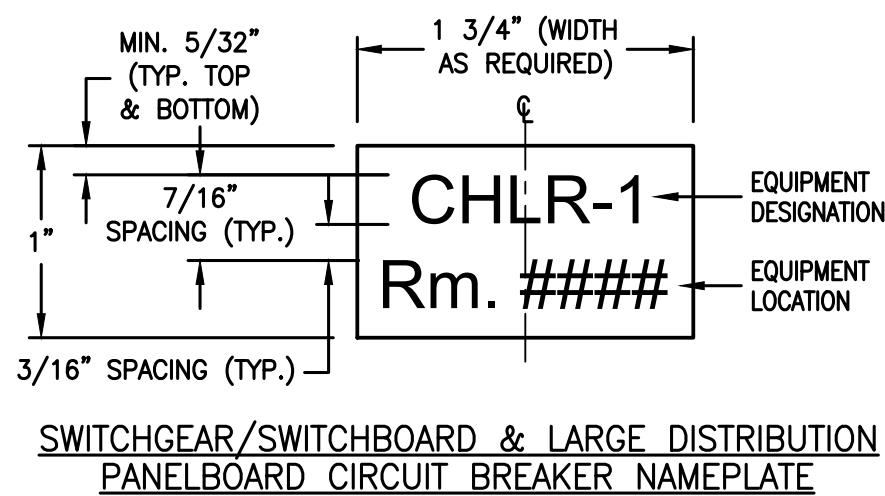 MIN. 5/32"
(TYP. TOP
& BOTTOM)
1 3/4" (WIDTH
AS REQUIRED)
℄
7/16"
SPACING (TYP.)
1"
3/16" SPACING (TYP.)
CHLR-1
Rm. ####
EQUIPMENT
DESIGNATION
EQUIPMENT
LOCATION
SWITCHGEAR/SWITCHBOARD & LARGE DISTRIBUTION
PANELBOARD CIRCUIT BREAKER NAMEPLATE